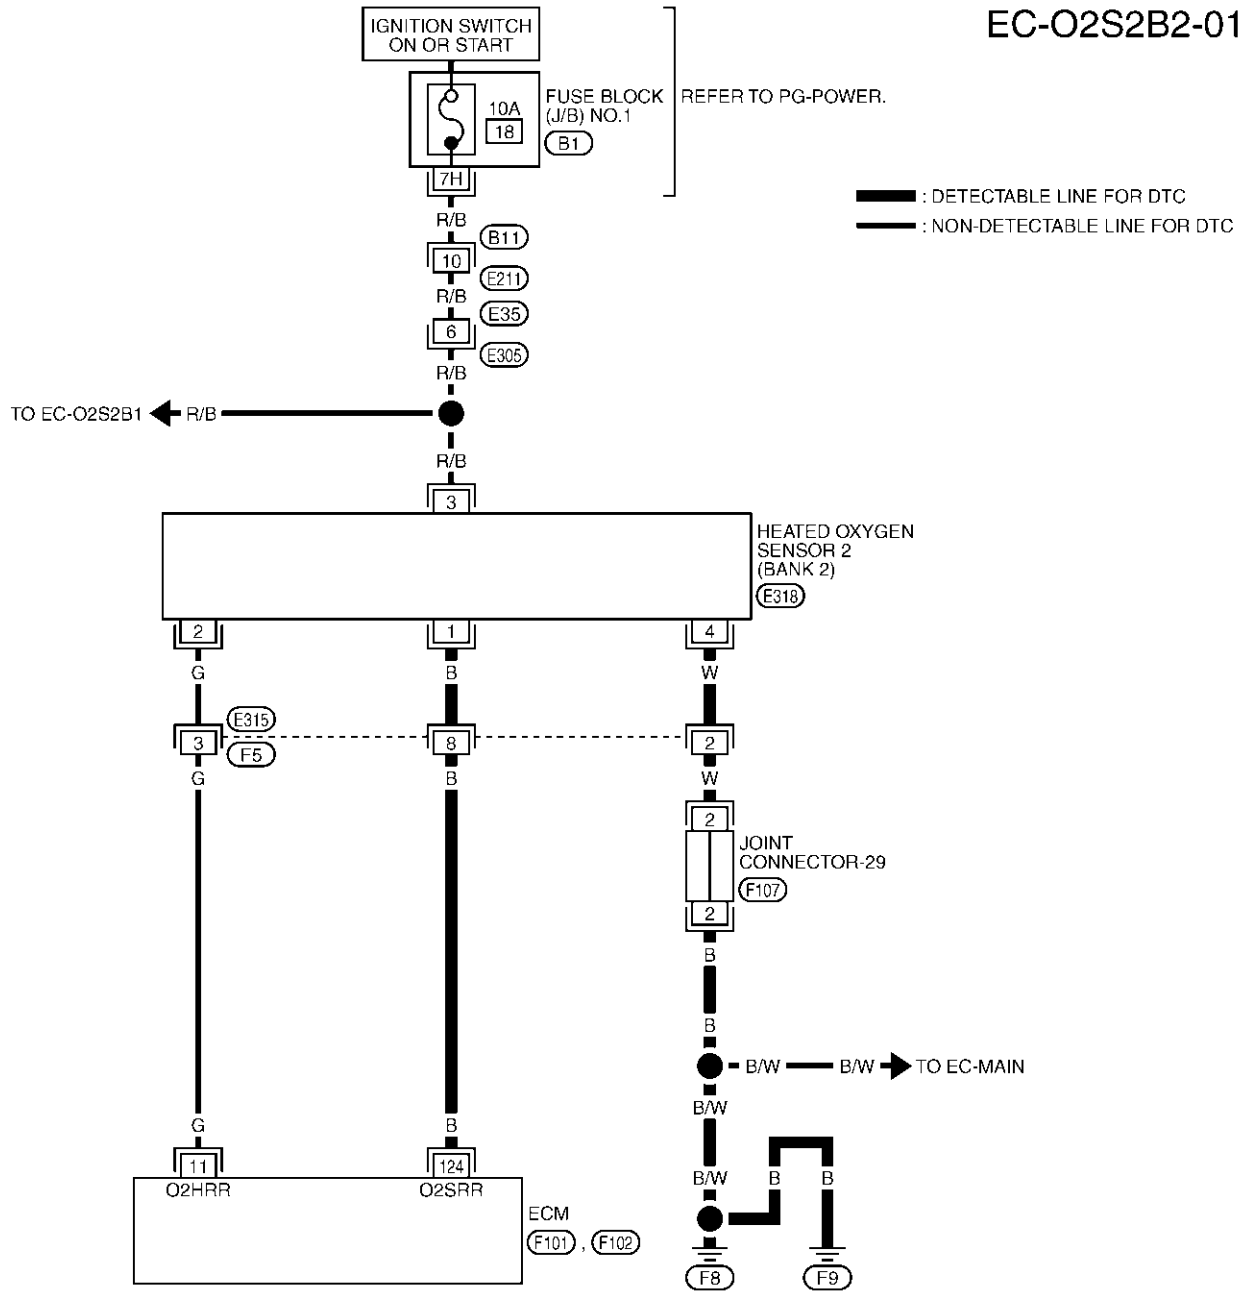 EC-O2S2B2-01
IGNITION SWITCH
ON OR START
FUSE BLOCK
(J/B) NO.1
REFER TO PG-POWER.
10A
18
B1
7H
: DETECTABLE LINE FOR DTC
: NON-DETECTABLE LINE FOR DTC
R/B
B11
10
E211
R/B
E35
6
E305
R/B
TO EC-O2S2B1
R/B
R/B
3
HEATED OXYGEN
SENSOR 2
(BANK 2)
E318
2 1 4
G B W
E315
3 8 2
F5
G B W
2
JOINT
CONNECTOR-29
F107
2
B
B
B/W B/W TO EC-MAIN
B/W
G B
11 124
B/W B B
O2HRR O2SRR
ECM
F101 , F102
F8 F9